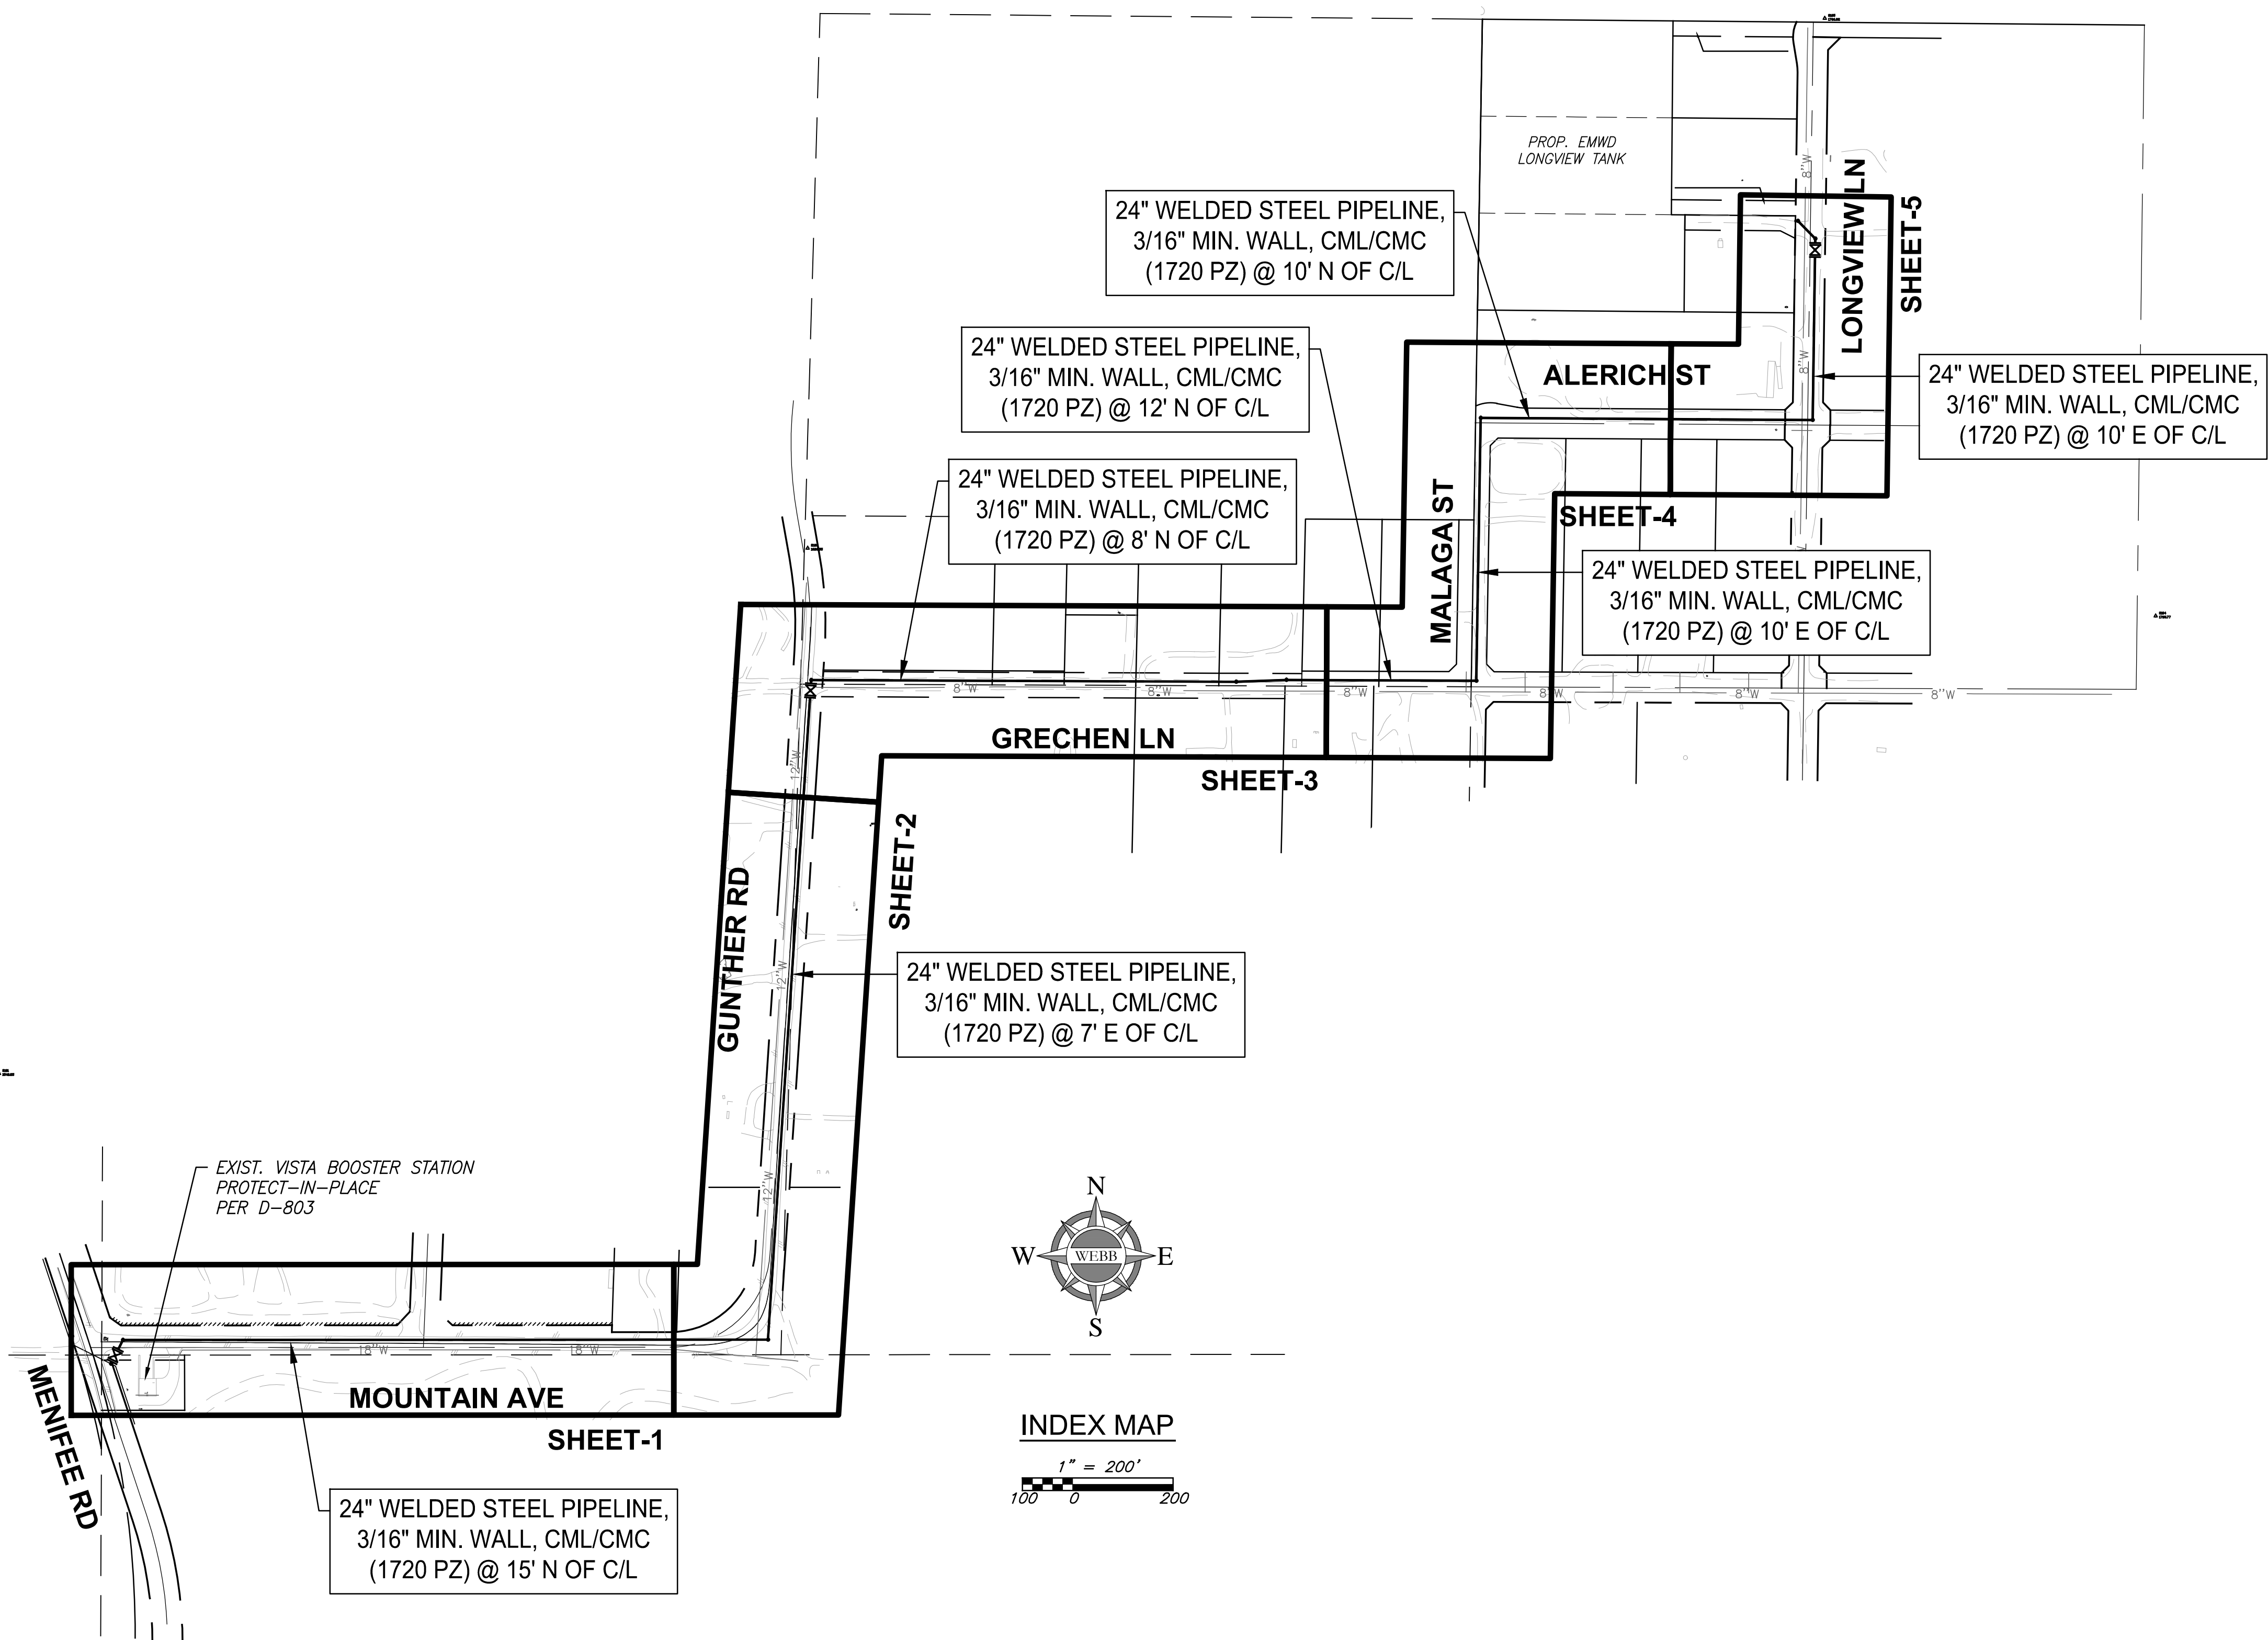 PROP. EMWD
LONGVIEW TANK
24" WELDED STEEL PIPELINE,
3/16" MIN. WALL, CML/CMC
(1720 PZ) @ 10' N OF C/L
8"W
LONGVIEW LN
SHEET-5
24" WELDED STEEL PIPELINE,
3/16" MIN. WALL, CML/CMC
(1720 PZ) @ 12' N OF C/L
ALERICH ST
8"W
24" WELDED STEEL PIPELINE,
3/16" MIN. WALL, CML/CMC
(1720 PZ) @ 10' E OF C/L
24" WELDED STEEL PIPELINE,
3/16" MIN. WALL, CML/CMC
(1720 PZ) @ 8' N OF C/L
MALAGA ST
SHEET-4
24" WELDED STEEL PIPELINE,
3/16" MIN. WALL, CML/CMC
(1720 PZ) @ 10' E OF C/L
8"W
8"W
8"W
8"W
8"W
8"W
GRECHEN LN
SHEET-3
12"W
SHEET-2
GUNTHER RD
12"W
24" WELDED STEEL PIPELINE,
3/16" MIN. WALL, CML/CMC
(1720 PZ) @ 7' E OF C/L
12"W
EXIST. VISTA BOOSTER STATION
PROTECT-IN-PLACE
PER D-803
N
W
WEBB
E
S
18"W
18"W
MOUNTAIN AVE
MENIFEE RD
SHEET-1
INDEX MAP
1" = 200'
100 0 200
24" WELDED STEEL PIPELINE,
3/16" MIN. WALL, CML/CMC
(1720 PZ) @ 15' N OF C/L